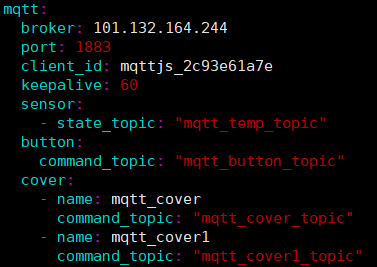 mqtt:
  broker: 101.132.164.244
  port: 1883
  client_id: mqttjs_2c93e61a7e
  keepalive: 60
  sensor:
    - state_topic: "mqtt_temp_topic"
  button:
    command_topic: "mqtt_button_topic"
  cover:
    - name: mqtt_cover
      command_topic: "mqtt_cover_topic"
    - name: mqtt_cover1
      command_topic: "mqtt_cover1_topic"